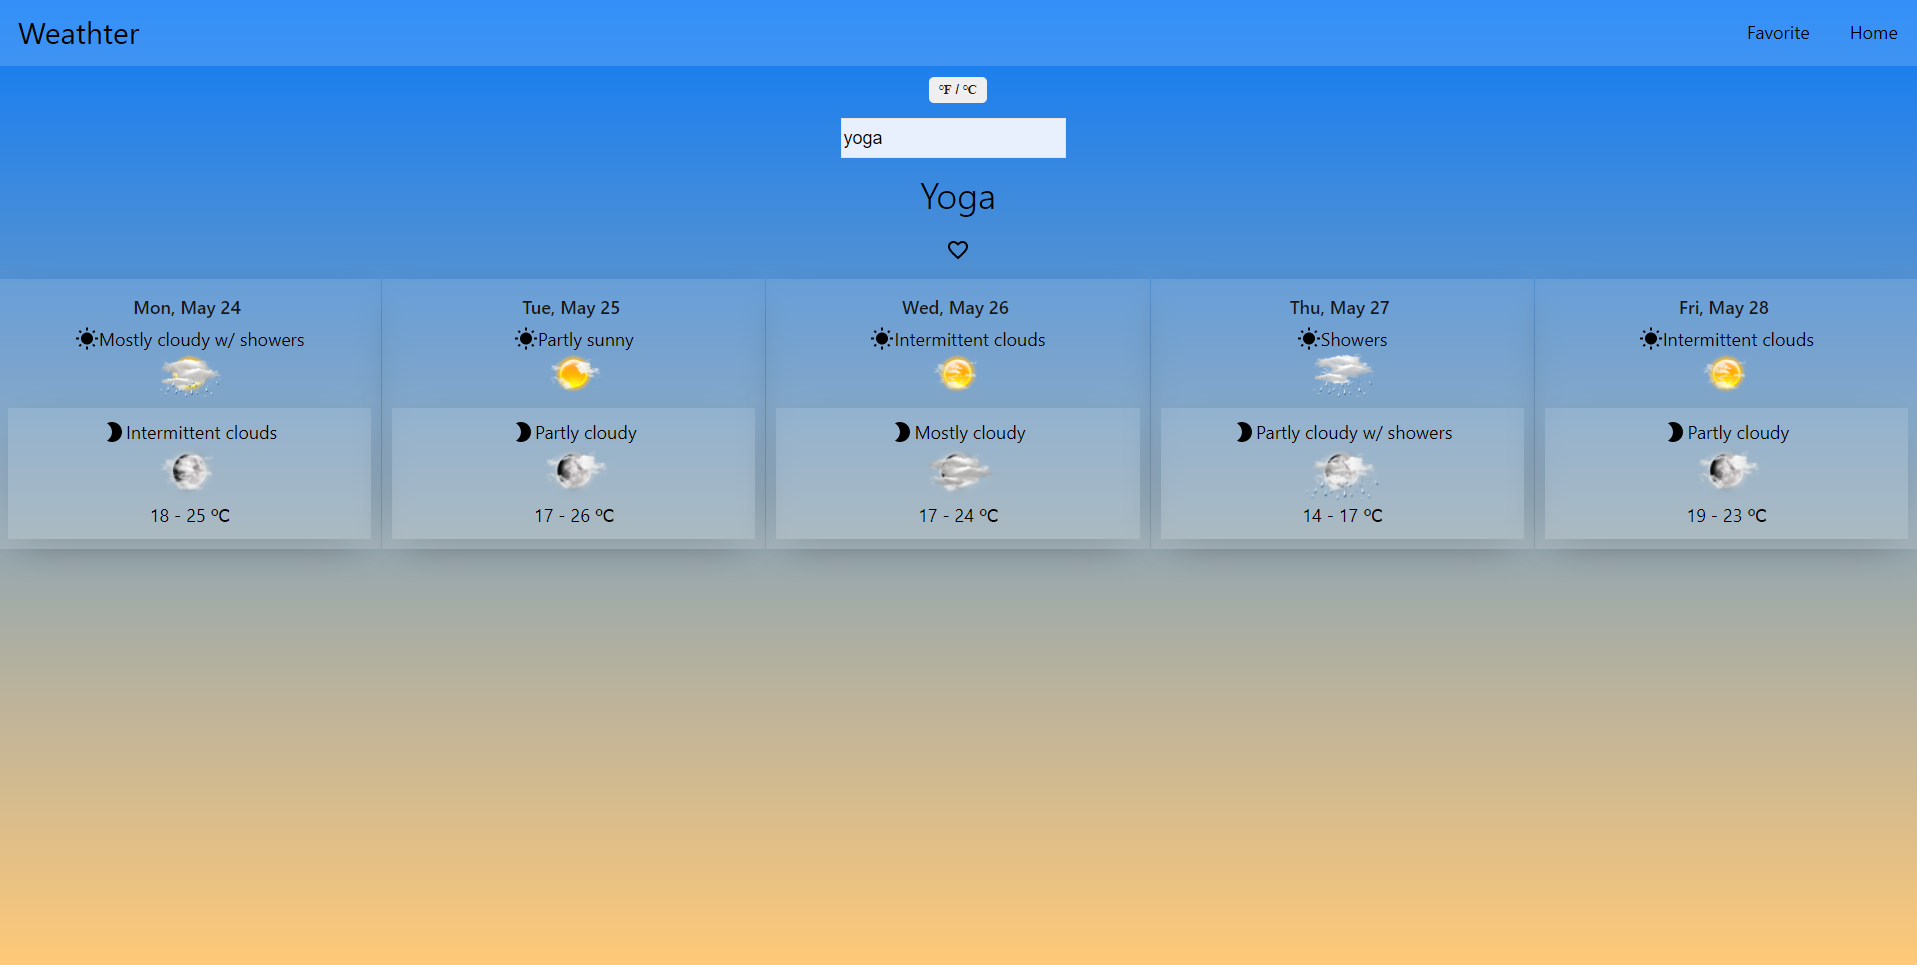 Weathter
Favorite Home
°F / °C
yoga
Yoga
Mon, May 24
Mostly cloudy w/ showers
Intermittent clouds
18 - 25 ºC
Tue, May 25
Partly sunny
Partly cloudy
17 - 26 ºC
Wed, May 26
Intermittent clouds
Mostly cloudy
17 - 24 ºC
Thu, May 27
Showers
Partly cloudy w/ showers
14 - 17 ºC
Fri, May 28
Intermittent clouds
Partly cloudy
19 - 23 ºC